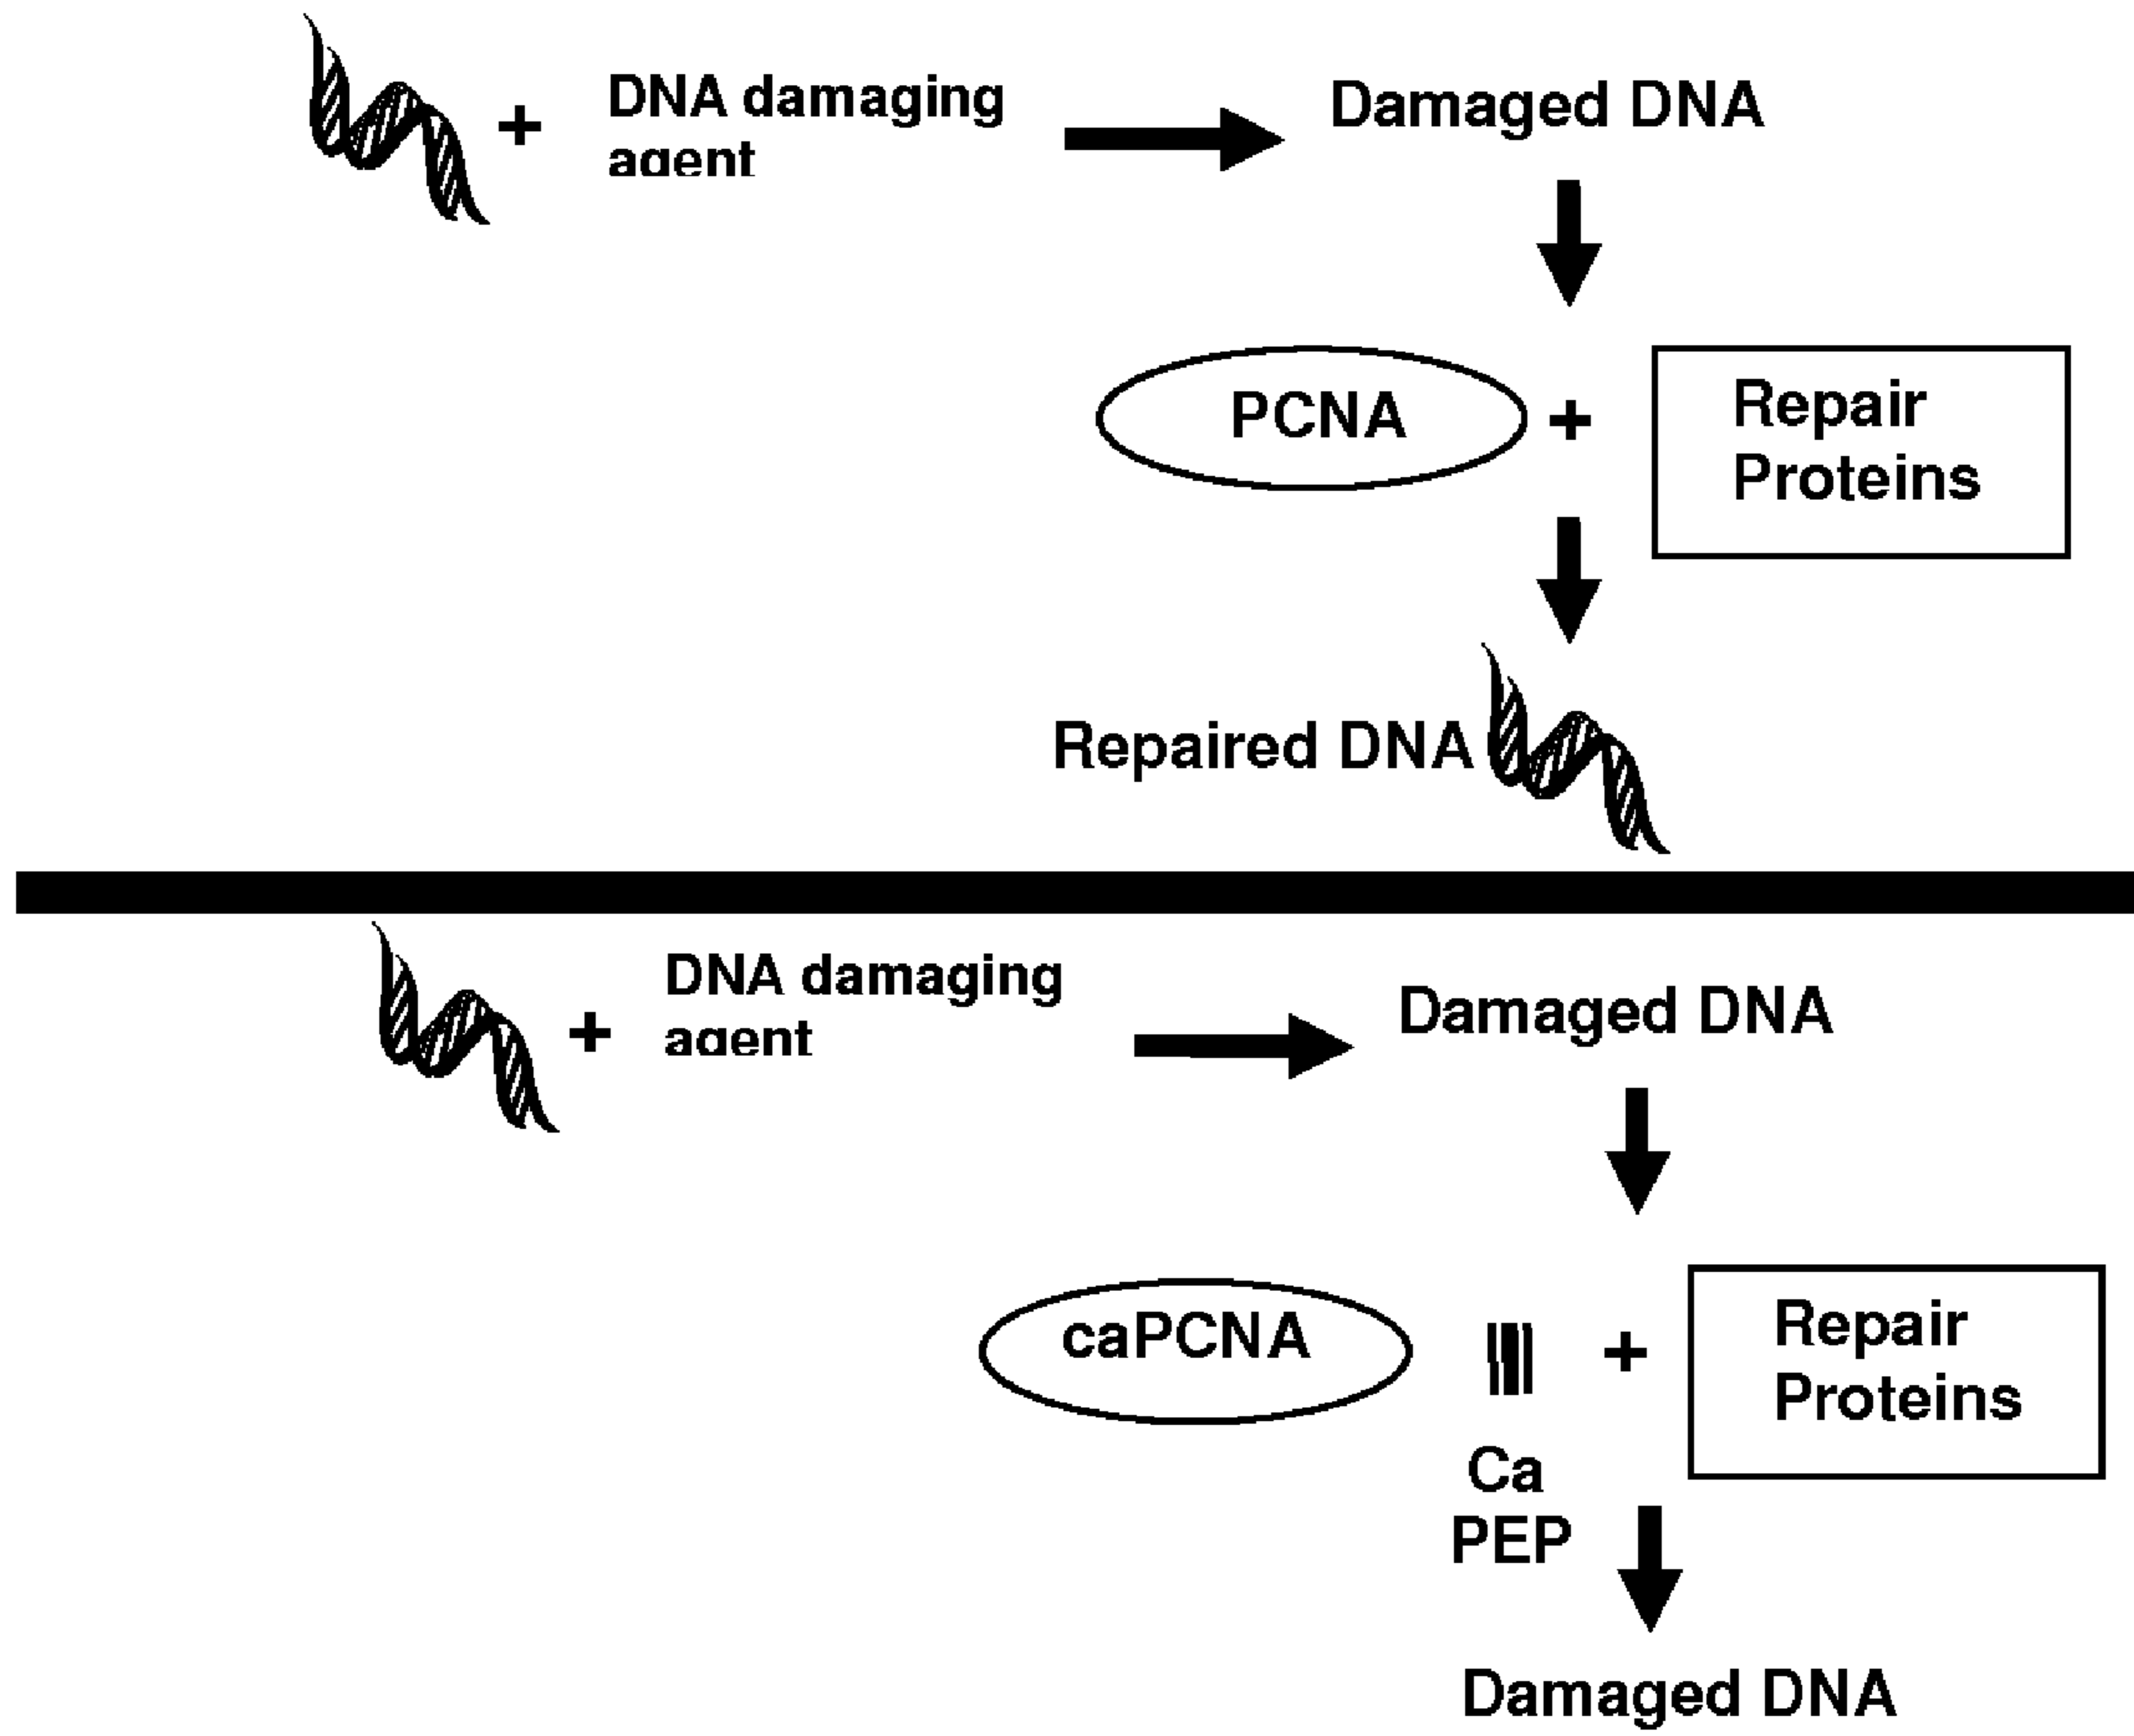 +
DNA damaging
agent
Damaged DNA
PCNA
+
Repair
Proteins
Repaired DNA
+
DNA damaging
agent
Damaged DNA
caPCNA
+
Repair
Proteins
Ca
PEP
Damaged DNA